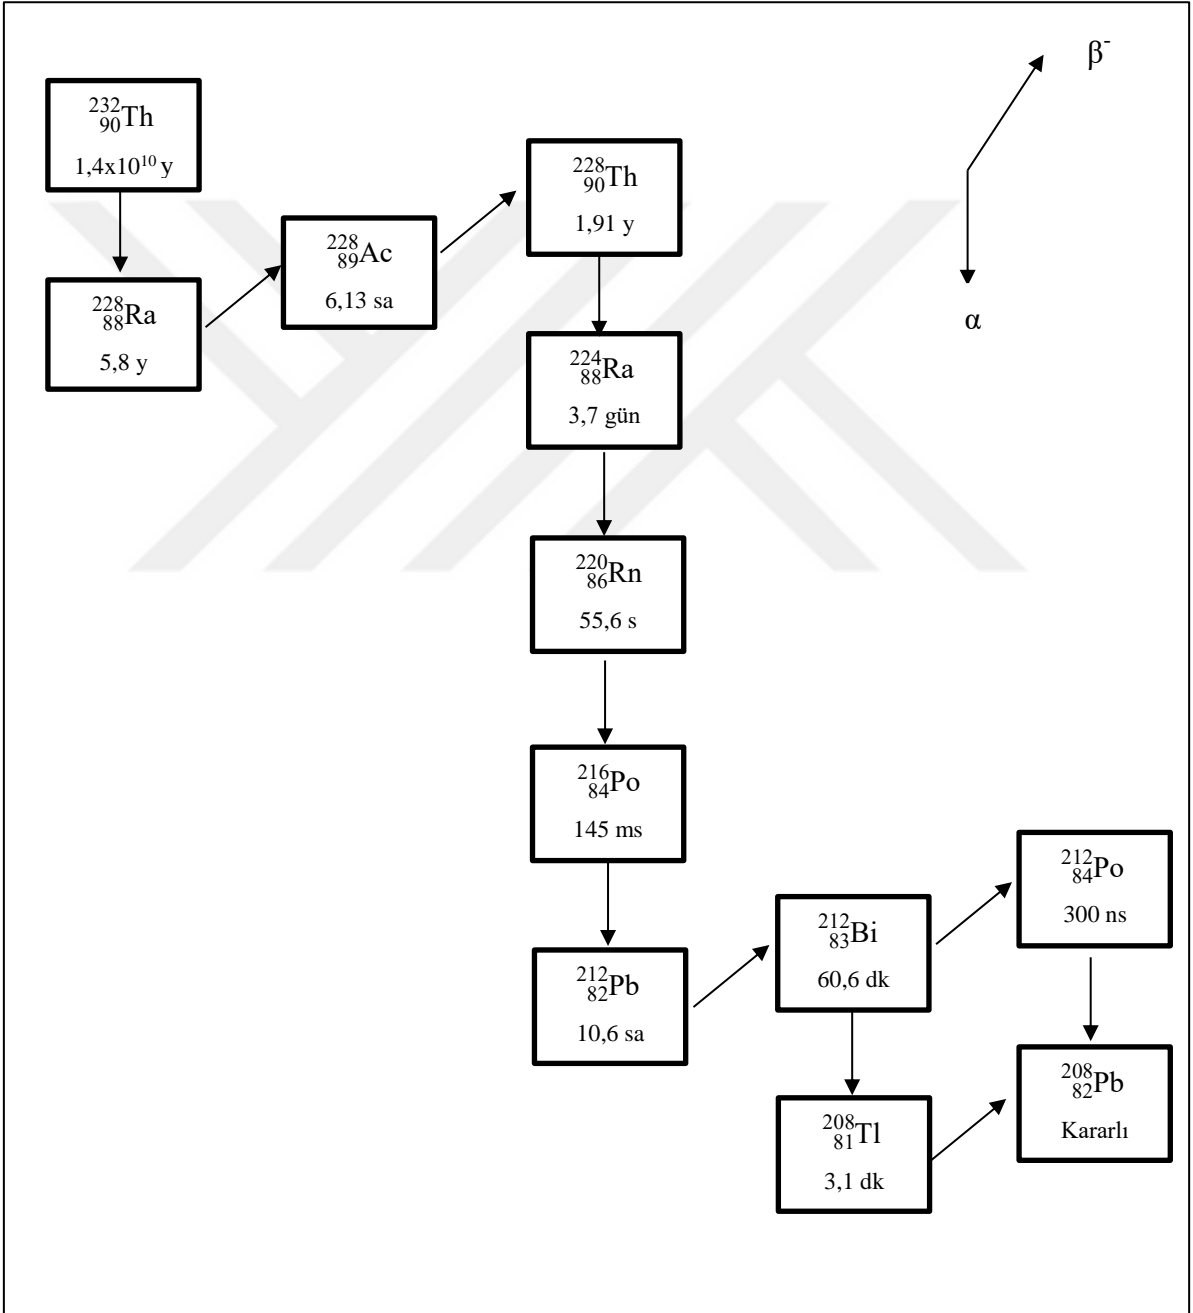 β⁻
α
²³²₉₀Th
1,4x10¹⁰ y
²²⁸₈₈Ra
5,8 y
²²⁸₈₉Ac
6,13 sa
²²⁸₉₀Th
1,91 y
²²⁴₈₈Ra
3,7 gün
²²⁰₈₆Rn
55,6 s
²¹⁶₈₄Po
145 ms
²¹²₈₂Pb
10,6 sa
²¹²₈₃Bi
60,6 dk
²¹²₈₄Po
300 ns
²⁰⁸₈₁Tl
3,1 dk
²⁰⁸₈₂Pb
Kararlı